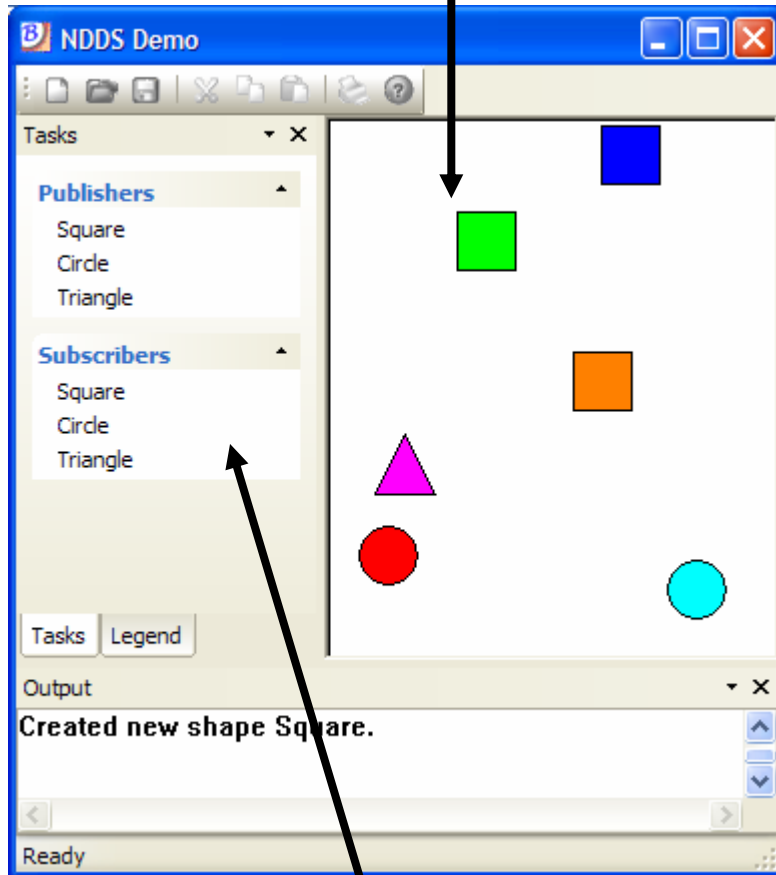 NDDS Demo
Tasks
Publishers
Square
Circle
Triangle
Subscribers
Square
Circle
Triangle
Tasks Legend
Output
Created new shape Square.
Ready